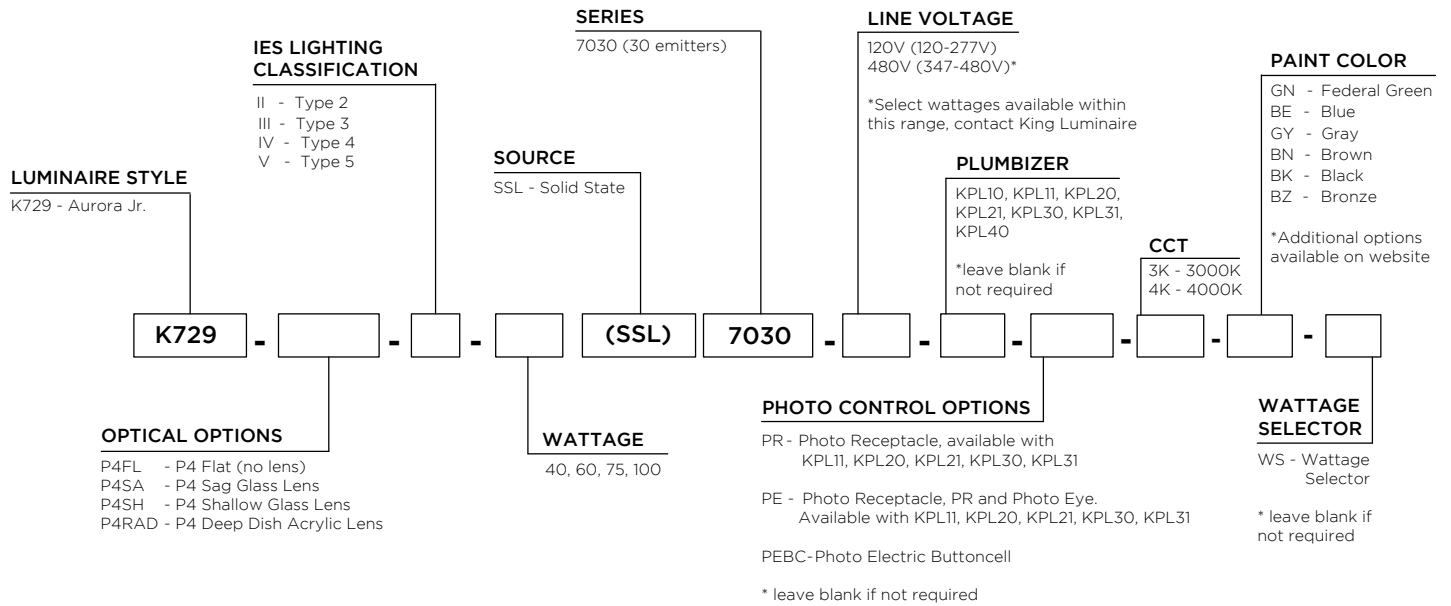 SERIES
7030 (30 emitters)
LINE VOLTAGE
120V (120-277V)
480V (347-480V)*
*Select wattages available within
this range, contact King Luminaire
IES LIGHTING
CLASSIFICATION
II - Type 2
III - Type 3
IV - Type 4
V - Type 5
PAINT COLOR
GN - Federal Green
BE - Blue
GY - Gray
BN - Brown
BK - Black
BZ - Bronze
*Additional options
available on website
SOURCE
SSL - Solid State
PLUMBIZER
KPL10, KPL11, KPL20,
KPL21, KPL30, KPL31,
KPL40
*leave blank if
not required
LUMINAIRE STYLE
K729 - Aurora Jr.
CCT
3K - 3000K
4K - 4000K
K729 - - - (SSL) 7030 - - - - - -
OPTICAL OPTIONS
P4FL - P4 Flat (no lens)
P4SA - P4 Sag Glass Lens
P4SH - P4 Shallow Glass Lens
P4RAD - P4 Deep Dish Acrylic Lens
WATTAGE
40, 60, 75, 100
PHOTO CONTROL OPTIONS
PR - Photo Receptacle, available with
KPL11, KPL20, KPL21, KPL30, KPL31
PE - Photo Receptacle, PR and Photo Eye.
Available with KPL11, KPL20, KPL21, KPL30, KPL31
PEBC-Photo Electric Buttoncell
* leave blank if not required
WATTAGE
SELECTOR
WS - Wattage
Selector
* leave blank if
not required